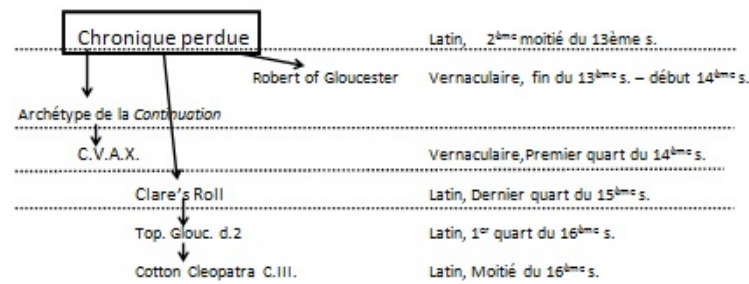 Chronique perdue Latin, 2ème moitié du 13ème s.
Robert of Gloucester Vernaculaire, fin du 13ème s. – début 14ème s.
Archétype de la Continuation
C.V.A.X. Vernaculaire,Premier quart du 14ème s.
Clare's Roll Latin, Dernier quart du 15ème s.
Top. Glouc. d.2 Latin, 1er quart du 16ème s.
Cotton Cleopatra C.III. Latin, Moitié du 16ème s.